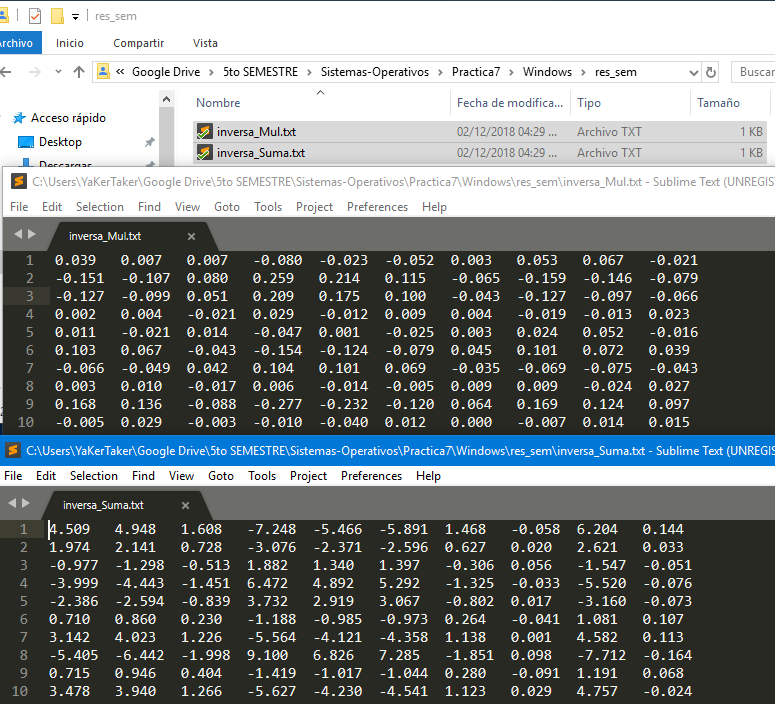 res_sem
Archivo Inicio Compartir Vista
« Google Drive > 5to SEMESTRE > Sistemas-Operativos > Practica7 > Windows > res_sem
Nombre Fecha de modifica... Tipo Tamaño
Acceso rápido
Desktop
Descargas
inversa_Mul.txt 02/12/2018 04:29 ... Archivo TXT 1 KB
inversa_Suma.txt 02/12/2018 04:29 ... Archivo TXT 1 KB
C:\Users\YaKerTaker\Google Drive\5to SEMESTRE\Sistemas-Operativos\Practica7\Windows\res_sem\inversa_Mul.txt - Sublime Text (UNREGIS
File Edit Selection Find View Goto Tools Project Preferences Help
inversa_Mul.txt ×
1 0.039 0.007 0.007 -0.080 -0.023 -0.052 0.003 0.053 0.067 -0.021
2 -0.151 -0.107 0.080 0.259 0.214 0.115 -0.065 -0.159 -0.146 -0.079
3 -0.127 -0.099 0.051 0.209 0.175 0.100 -0.043 -0.127 -0.097 -0.066
4 0.002 0.004 -0.021 0.029 -0.012 0.009 0.004 -0.019 -0.013 0.023
5 0.011 -0.021 0.014 -0.047 0.001 -0.025 0.003 0.024 0.052 -0.016
6 0.103 0.067 -0.043 -0.154 -0.124 -0.079 0.045 0.101 0.072 0.039
7 -0.066 -0.049 0.042 0.104 0.101 0.069 -0.035 -0.069 -0.075 -0.043
8 0.003 0.010 -0.017 0.006 -0.014 -0.005 0.009 0.009 -0.024 0.027
9 0.168 0.136 -0.088 -0.277 -0.232 -0.120 0.064 0.169 0.124 0.097
10 -0.005 0.029 -0.003 -0.010 -0.040 0.012 0.000 -0.007 0.014 0.015
C:\Users\YaKerTaker\Google Drive\5to SEMESTRE\Sistemas-Operativos\Practica7\Windows\res_sem\inversa_Suma.txt - Sublime Text (UNREG
File Edit Selection Find View Goto Tools Project Preferences Help
inversa_Suma.txt ×
1 4.509 4.948 1.608 -7.248 -5.466 -5.891 1.468 -0.058 6.204 0.144
2 1.974 2.141 0.728 -3.076 -2.371 -2.596 0.627 0.020 2.621 0.033
3 -0.977 -1.298 -0.513 1.882 1.340 1.397 -0.306 0.056 -1.547 -0.051
4 -3.999 -4.443 -1.451 6.472 4.892 5.292 -1.325 -0.033 -5.520 -0.076
5 -2.386 -2.594 -0.839 3.732 2.919 3.067 -0.802 0.017 -3.160 -0.073
6 0.710 0.860 0.230 -1.188 -0.985 -0.973 0.264 -0.041 1.081 0.107
7 3.142 4.023 1.226 -5.564 -4.121 -4.358 1.138 0.001 4.582 0.113
8 -5.405 -6.442 -1.998 9.100 6.826 7.285 -1.851 0.098 -7.712 -0.164
9 0.715 0.946 0.404 -1.419 -1.017 -1.044 0.280 -0.091 1.191 0.068
10 3.478 3.940 1.266 -5.627 -4.230 -4.541 1.123 0.029 4.757 -0.024